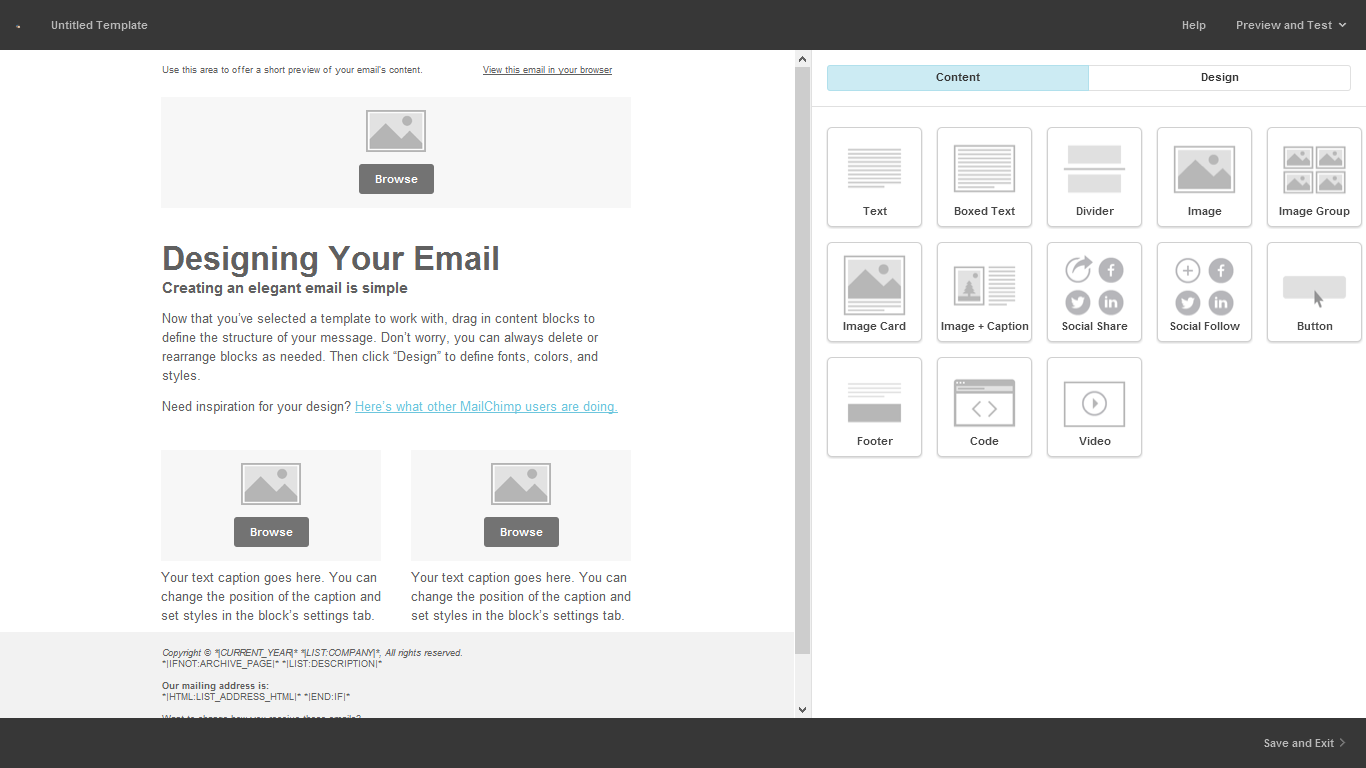 Untitled Template
Help
Preview and Test
Use this area to offer a short preview of your email's content.
View this email in your browser
Content
Design
Browse
Text
Boxed Text
Divider
Image
Image Group
Designing Your Email
Creating an elegant email is simple
Now that you've selected a template to work with, drag in content blocks to
define the structure of your message. Don't worry, you can always delete or
rearrange blocks as needed. Then click “Design” to define fonts, colors, and
styles.
Need inspiration for your design? Here's what other MailChimp users are doing.
Image Card
Image + Caption
Social Share
Social Follow
Button
Footer
Code
Video
Browse
Browse
Your text caption goes here. You can
change the position of the caption and
set styles in the block's settings tab.
Your text caption goes here. You can
change the position of the caption and
set styles in the block's settings tab.
Copyright © *|CURRENT_YEAR|* *|LIST:COMPANY|*, All rights reserved.
*|IFNOT:ARCHIVE_PAGE|* *|LIST:DESCRIPTION|*
Our mailing address is:
*|HTML:LIST_ADDRESS_HTML|* *|END:IF|*
Want to change how you receive these emails?
Save and Exit